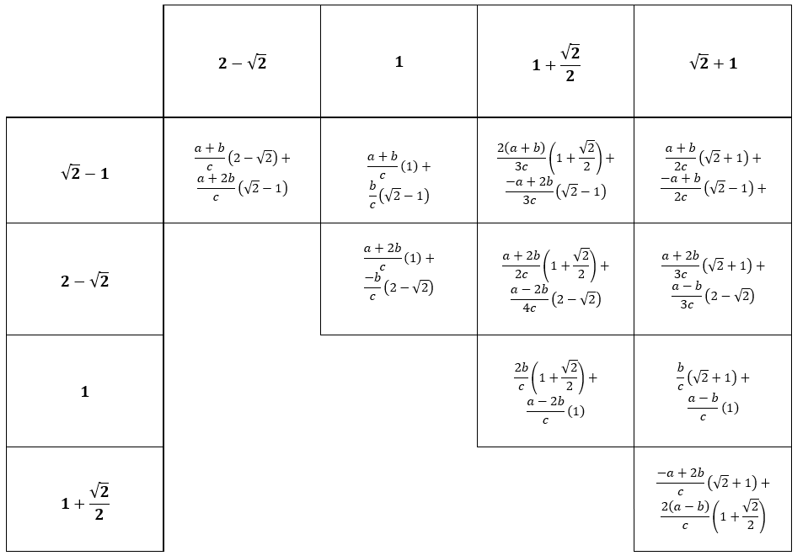 2 − √2 1 1 + √2/2 √2 + 1
√2 − 1
(a + b)/c (2 − √2) +
(a + 2b)/c (√2 − 1)
(a + b)/c (1) +
b/c (√2 − 1)
2(a + b)/3c (1 + √2/2) +
(−a + 2b)/3c (√2 − 1)
(a + b)/2c (√2 + 1) +
(−a + b)/2c (√2 − 1) +
2 − √2
(a + 2b)/c (1) +
−b/c (2 − √2)
(a + 2b)/2c (1 + √2/2) +
(a − 2b)/4c (2 − √2)
(a + 2b)/3c (√2 + 1) +
(a − b)/3c (2 − √2)
1
2b/c (1 + √2/2) +
(a − 2b)/c (1)
b/c (√2 + 1) +
(a − b)/c (1)
1 + √2/2
(−a + 2b)/c (√2 + 1) +
2(a − b)/c (1 + √2/2)